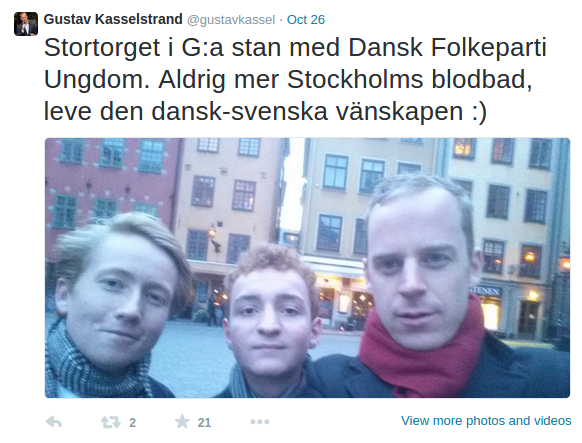 Gustav Kasselstrand @gustavkassel · Oct 26
Stortorget i G:a stan med Dansk Folkeparti
Ungdom. Aldrig mer Stockholms blodbad,
leve den dansk-svenska vänskapen :)
TENEN
2 21 View more photos and videos